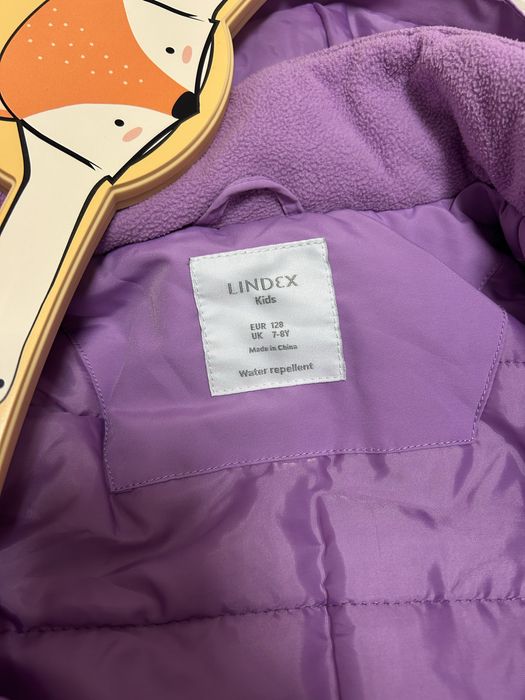 LINDEX
Kids
EUR 128
UK 7-8Y
Made in China
Water repellent